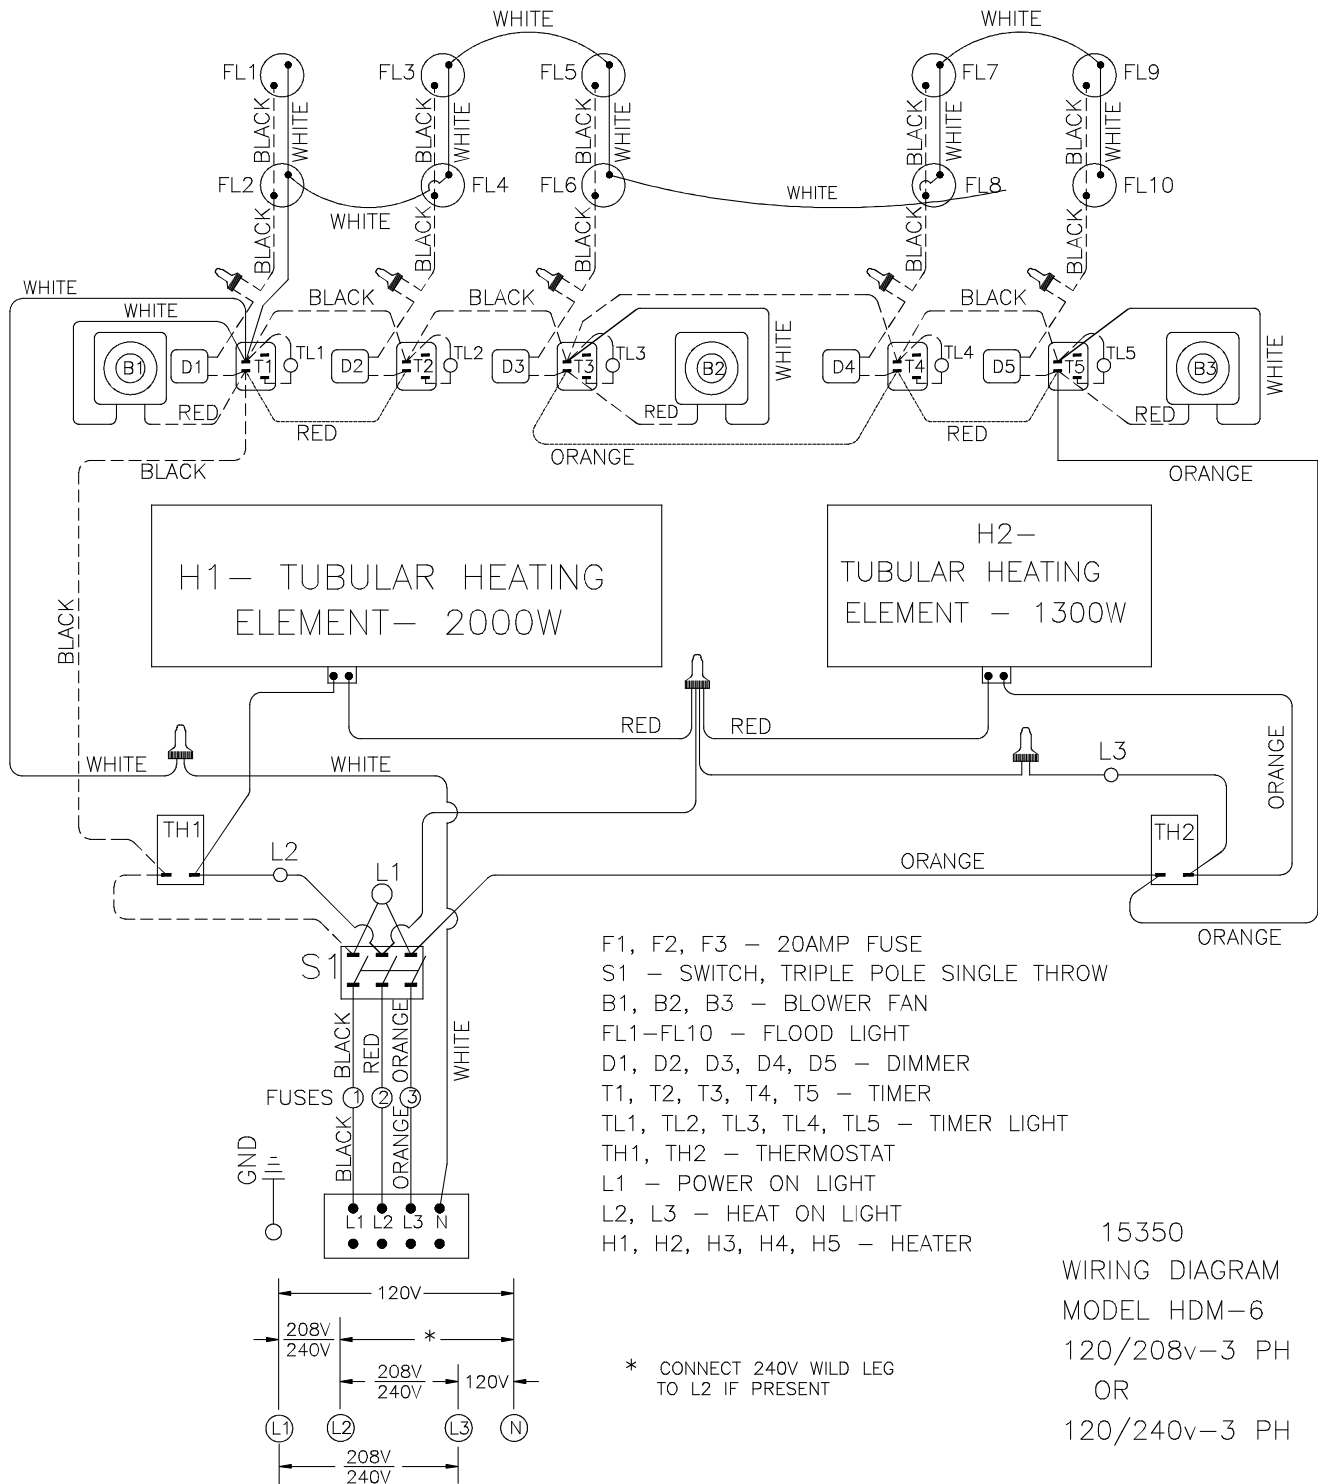 WHITE
WHITE
FL1
FL3
FL5
FL7
FL9
BLACK
WHITE
BLACK
WHITE
BLACK
WHITE
BLACK
WHITE
BLACK
WHITE
FL2
FL4
FL6
FL8
FL10
WHITE
WHITE
BLACK
BLACK
BLACK
BLACK
BLACK
WHITE
WHITE
BLACK
BLACK
BLACK
B1
D1
T1
TL1
D2
T2
TL2
D3
T3
TL3
B2
WHITE
D4
T4
TL4
D5
T5
TL5
B3
WHITE
RED
RED
RED
RED
RED
ORANGE
BLACK
ORANGE
H1- TUBULAR HEATING
ELEMENT- 2000W
H2-
TUBULAR HEATING
ELEMENT - 1300W
BLACK
RED
RED
ORANGE
WHITE
WHITE
L3
TH1
L2
L1
ORANGE
TH2
ORANGE
S1
BLACK
RED
ORANGE
WHITE
FUSES 1 2 3
BLACK
ORANGE
GND
L1 L2 L3 N
F1, F2, F3 - 20AMP FUSE
S1 - SWITCH, TRIPLE POLE SINGLE THROW
B1, B2, B3 - BLOWER FAN
FL1-FL10 - FLOOD LIGHT
D1, D2, D3, D4, D5 - DIMMER
T1, T2, T3, T4, T5 - TIMER
TL1, TL2, TL3, TL4, TL5 - TIMER LIGHT
TH1, TH2 - THERMOSTAT
L1 - POWER ON LIGHT
L2, L3 - HEAT ON LIGHT
H1, H2, H3, H4, H5 - HEATER
120V
208V
240V
*
208V
240V
120V
L1 L2 L3 N
208V
240V
* CONNECT 240V WILD LEG
TO L2 IF PRESENT
15350
WIRING DIAGRAM
MODEL HDM-6
120/208v-3 PH
OR
120/240v-3 PH